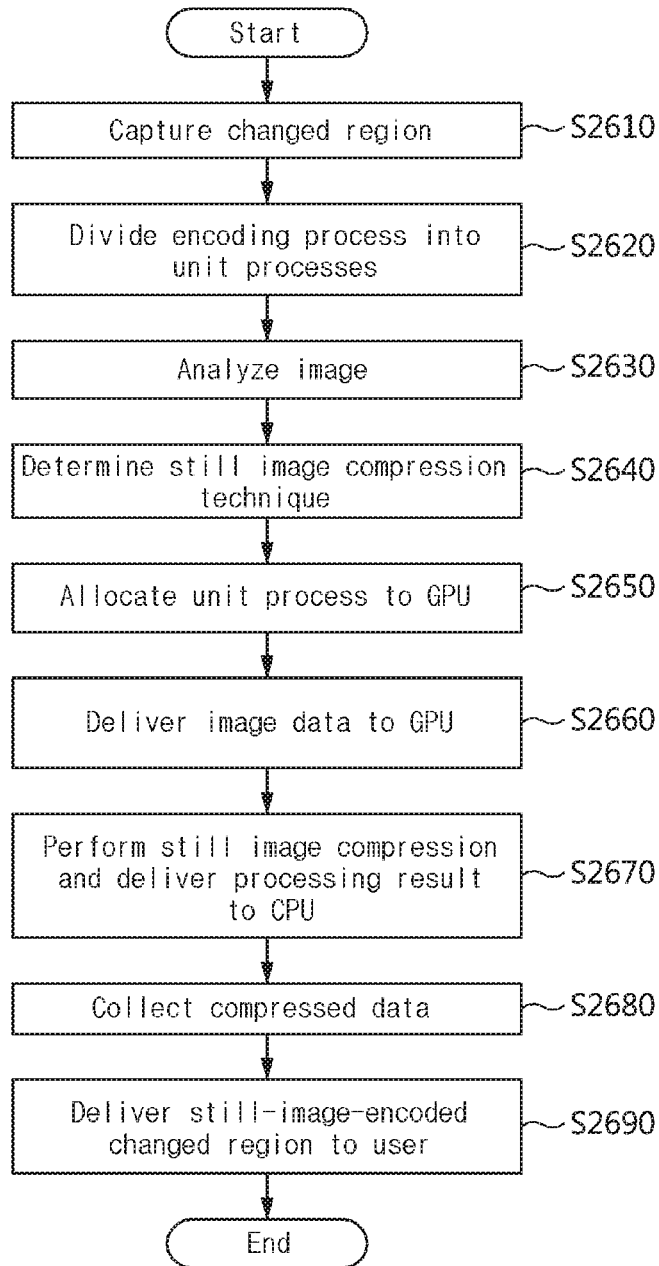 Start
Capture changed region
S2610
Divide encoding process into
unit processes
S2620
Analyze image
S2630
Determine still image compression
technique
S2640
Allocate unit process to GPU
S2650
Deliver image data to GPU
S2660
Perform still image compression
and deliver processing result
to CPU
S2670
Collect compressed data
S2680
Deliver still-image-encoded
changed region to user
S2690
End